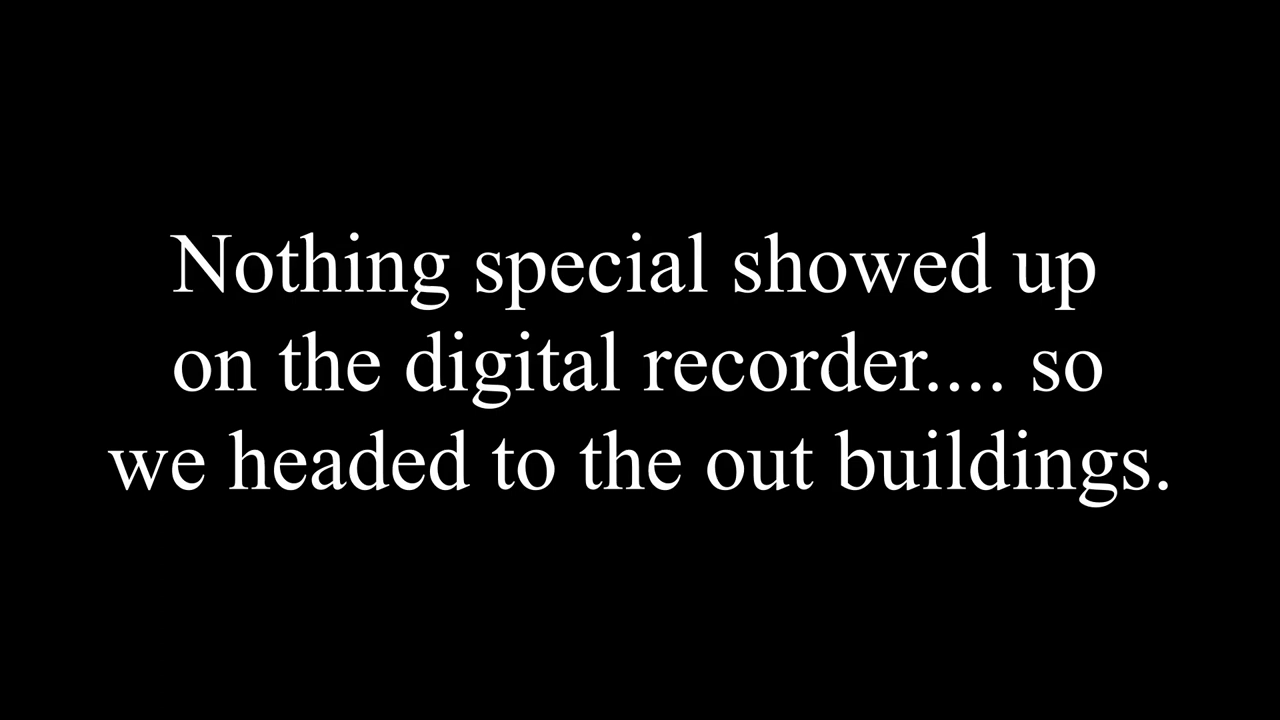 Nothing special showed up
on the digital recorder.... so
we headed to the out buildings.